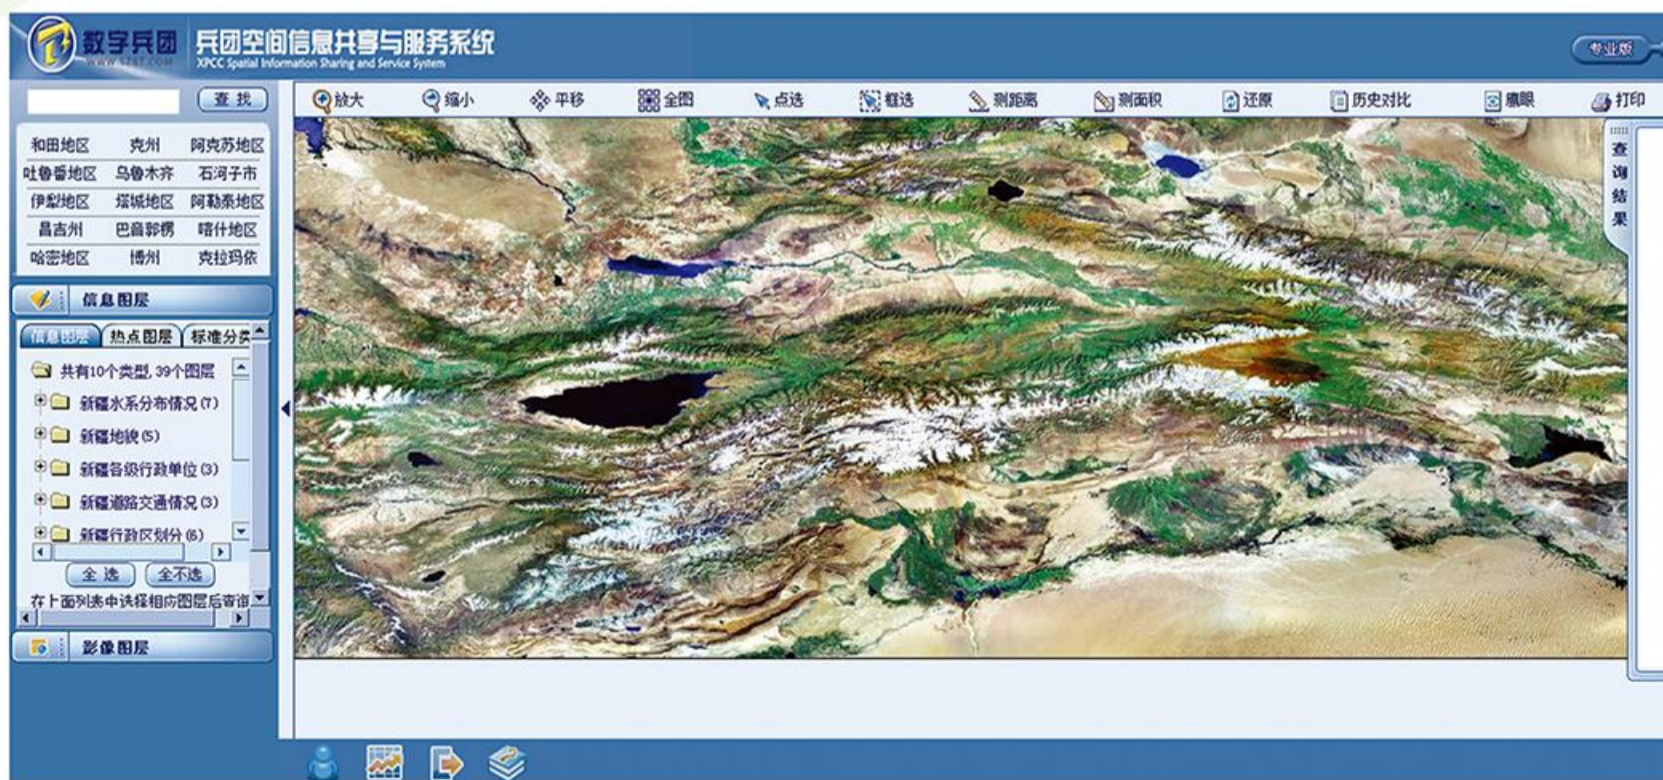 数字兵团
WWW.SZBT.COM
兵团空间信息共享与服务系统
XPCC Spatial Information Sharing and Service System
专业版
查找
放大 缩小 平移 全图 点选 框选 测距离 测面积 还原 历史对比 鹰眼 打印
和田地区 克州 阿克苏地区
吐鲁番地区 乌鲁木齐 石河子市
伊犁地区 塔城地区 阿勒泰地区
昌吉州 巴音郭楞 喀什地区
哈密地区 博州 克拉玛依
信息图层
信息图层 热点图层 标准分类
共有10个类型,39个图层
新疆水系分布情况(7)
新疆地貌(5)
新疆各级行政单位(3)
新疆道路交通情况(3)
新疆行政区划分(6)
全选 全不选
在上面列表中选择相应图层后查询
影像图层
查询结果